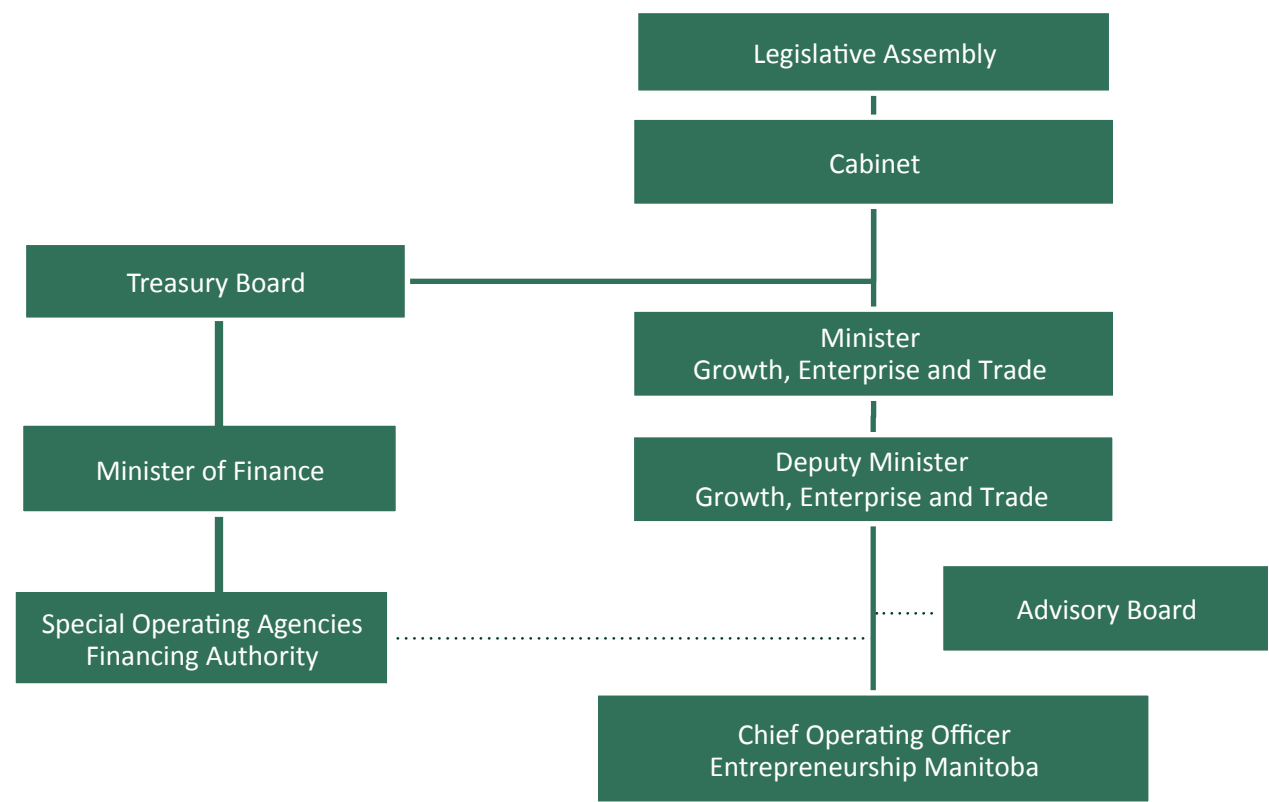 Legislative Assembly
Cabinet
Treasury Board
Minister
Growth, Enterprise and Trade
Minister of Finance
Deputy Minister
Growth, Enterprise and Trade
Special Operating Agencies
Financing Authority
Advisory Board
Chief Operating Officer
Entrepreneurship Manitoba